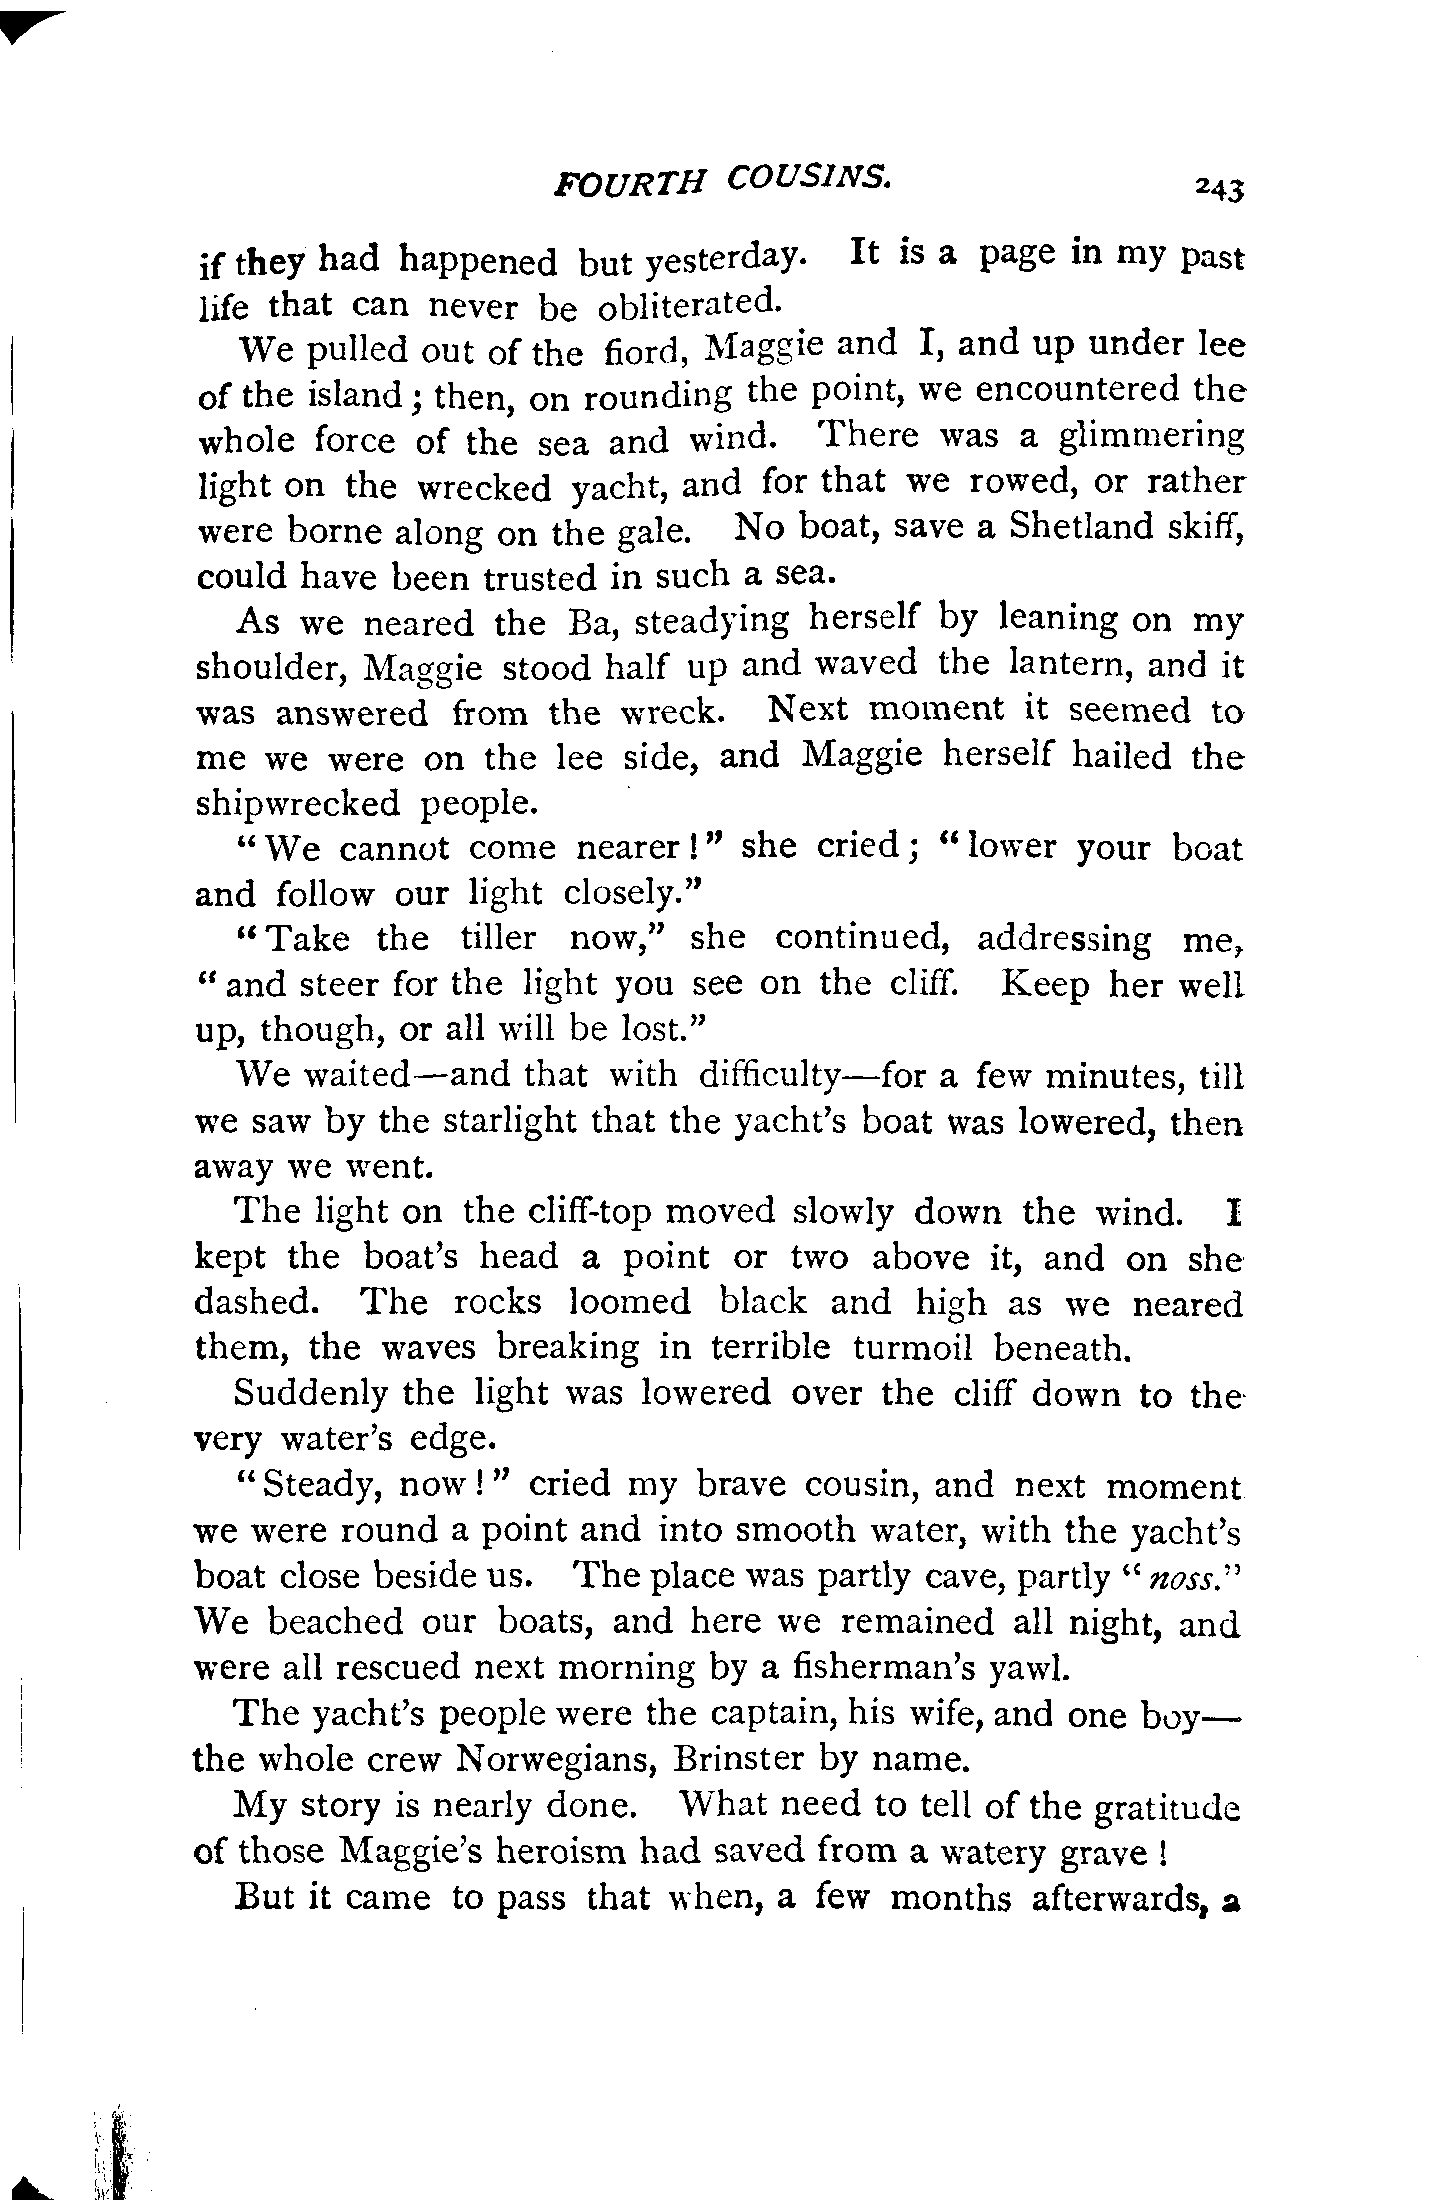 FOURTH COUSINS. 243
if they had happened but yesterday. It is a page in my past
life that can never be obliterated.
We pulled out of the fiord, Maggie and I, and up under lee
of the island; then, on rounding the point, we encountered the
whole force of the sea and wind. There was a glimmering
light on the wrecked yacht, and for that we rowed, or rather
were borne along on the gale. No boat, save a Shetland skiff,
could have been trusted in such a sea.
As we neared the Ba, steadying herself by leaning on my
shoulder, Maggie stood half up and waved the lantern, and it
was answered from the wreck. Next moment it seemed to
me we were on the lee side, and Maggie herself hailed the
shipwrecked people.
“We cannot come nearer!” she cried; “lower your boat
and follow our light closely.”
“Take the tiller now,” she continued, addressing me,
“and steer for the light you see on the cliff. Keep her well
up, though, or all will be lost.”
We waited—and that with difficulty—for a few minutes, till
we saw by the starlight that the yacht’s boat was lowered, then
away we went.
The light on the cliff-top moved slowly down the wind. I
kept the boat’s head a point or two above it, and on she
dashed. The rocks loomed black and high as we neared
them, the waves breaking in terrible turmoil beneath.
Suddenly the light was lowered over the cliff down to the
very water’s edge.
“Steady, now!” cried my brave cousin, and next moment
we were round a point and into smooth water, with the yacht’s
boat close beside us. The place was partly cave, partly “noss.”
We beached our boats, and here we remained all night, and
were all rescued next morning by a fisherman’s yawl.
The yacht’s people were the captain, his wife, and one boy—
the whole crew Norwegians, Brinster by name.
My story is nearly done. What need to tell of the gratitude
of those Maggie’s heroism had saved from a watery grave!
But it came to pass that when, a few months afterwards, a